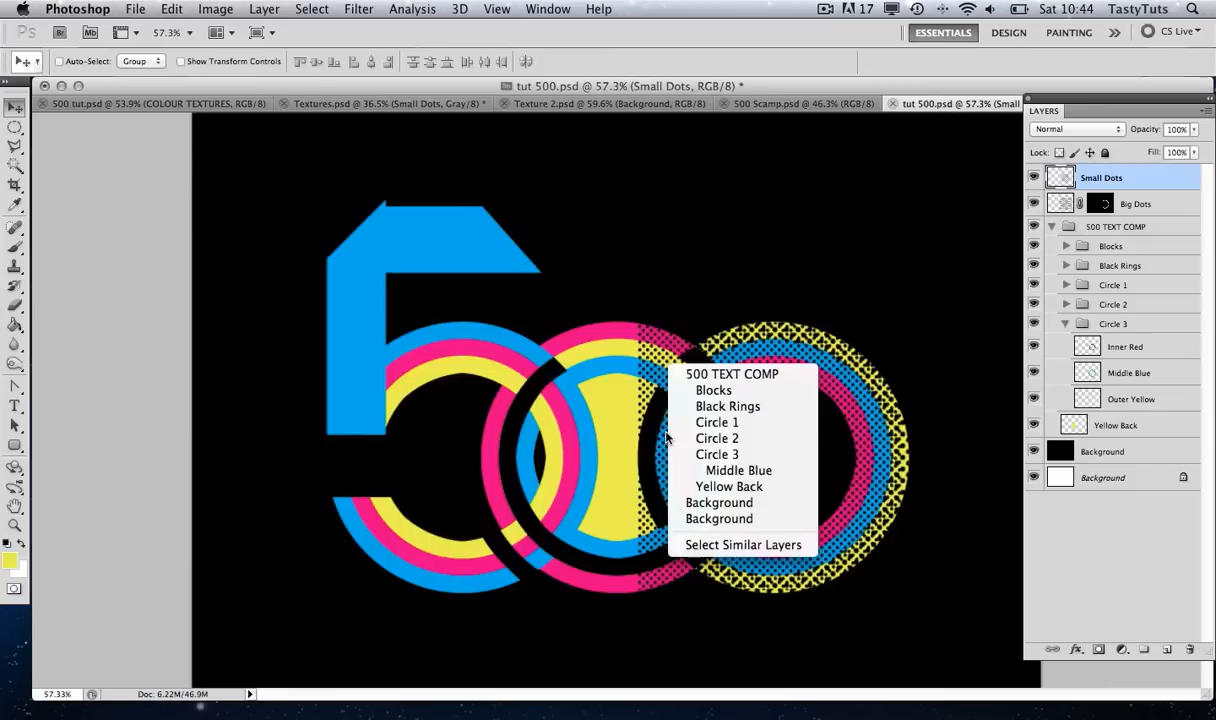 Photoshop File Edit Image Layer Select Filter Analysis 3D View Window Help 17 Sat 10:44 TastyTuts
Ps Br Mb 57.3% ESSENTIALS DESIGN PAINTING CS Live
Auto-Select: Group Show Transform Controls
tut 500.psd @ 57.3% (Small Dots, RGB/8) *
500 tut.psd @ 53.9% (COLOUR TEXTURES, RGB/8) Textures.psd @ 36.5% (Small Dots, Gray/8) * Texture 2.psd @ 59.6% (Background, RGB/8) 500 Scamp.psd @ 46.3% (RGB/8) tut 500.psd @ 57.3% (Small
LAYERS
Normal Opacity: 100%
Lock: Fill: 100%
Small Dots
Big Dots
500 TEXT COMP
Blocks
Black Rings
Circle 1
Circle 2
Circle 3
Inner Red
Middle Blue
Outer Yellow
Yellow Back
Background
Background
500
500 TEXT COMP
Blocks
Black Rings
Circle 1
Circle 2
Circle 3
Middle Blue
Yellow Back
Background
Background
Select Similar Layers
57.33% Doc: 6.22M/46.9M